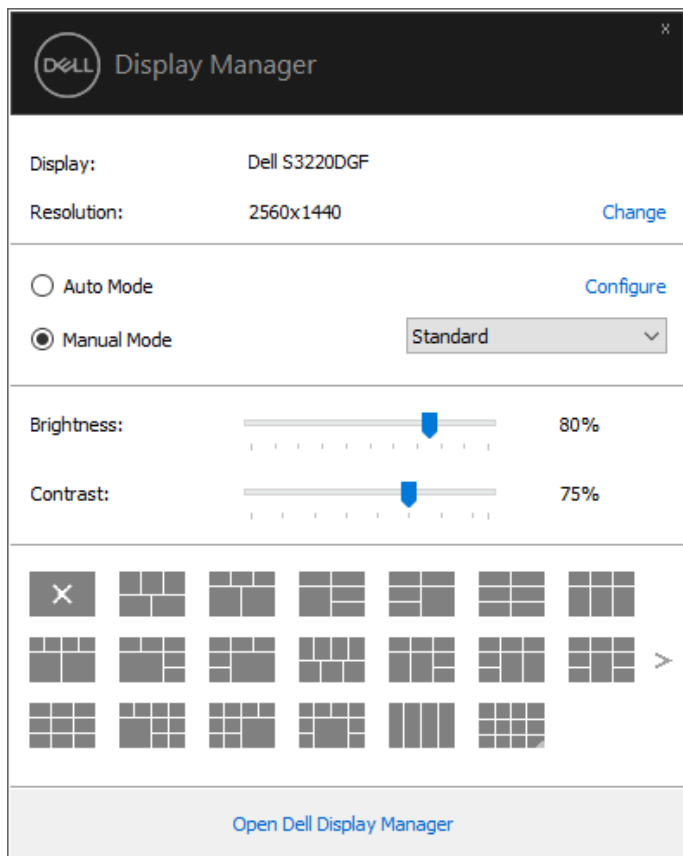 x
DELL Display Manager
Display: Dell S3220DGF
Resolution: 2560x1440 Change
Auto Mode Configure
Manual Mode Standard
Brightness: 80%
Contrast: 75%
Open Dell Display Manager